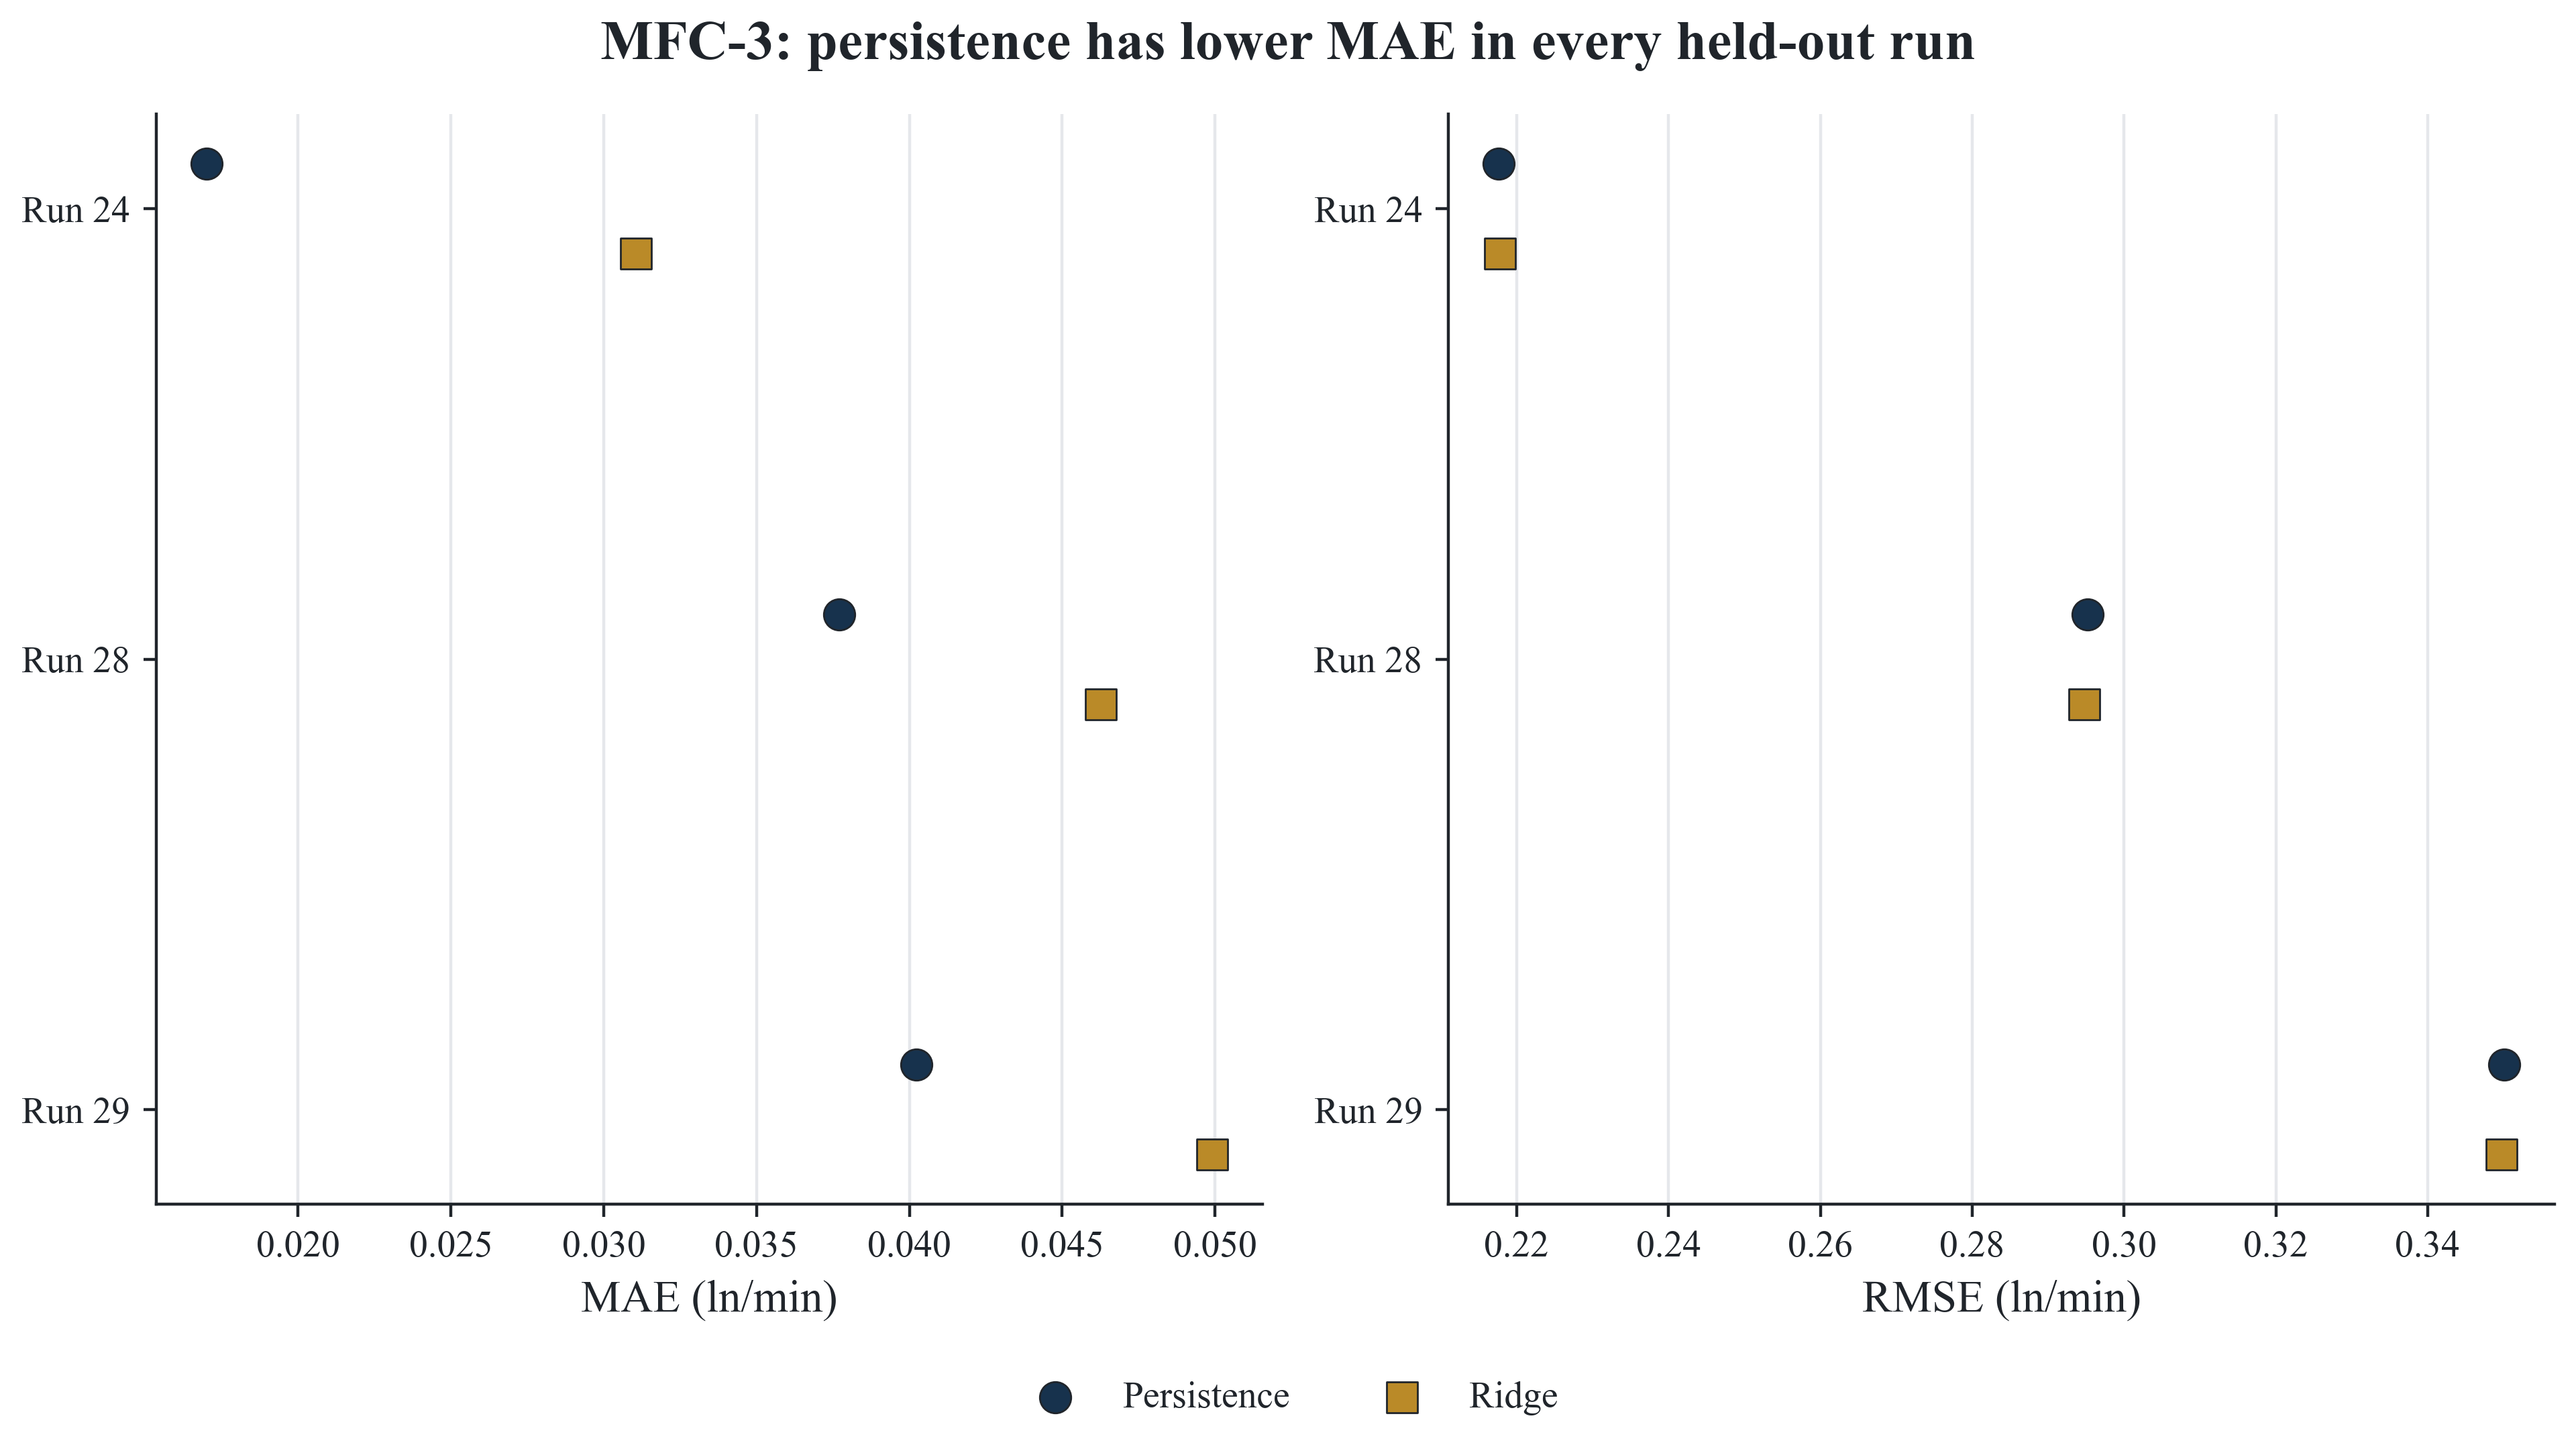 MFC-3: persistence has lower MAE in every held-out run
Run 24
Run 28
Run 29
0.020 0.025 0.030 0.035 0.040 0.045 0.050
MAE (ln/min)
Run 24
Run 28
Run 29
0.22 0.24 0.26 0.28 0.30 0.32 0.34
RMSE (ln/min)
Persistence Ridge